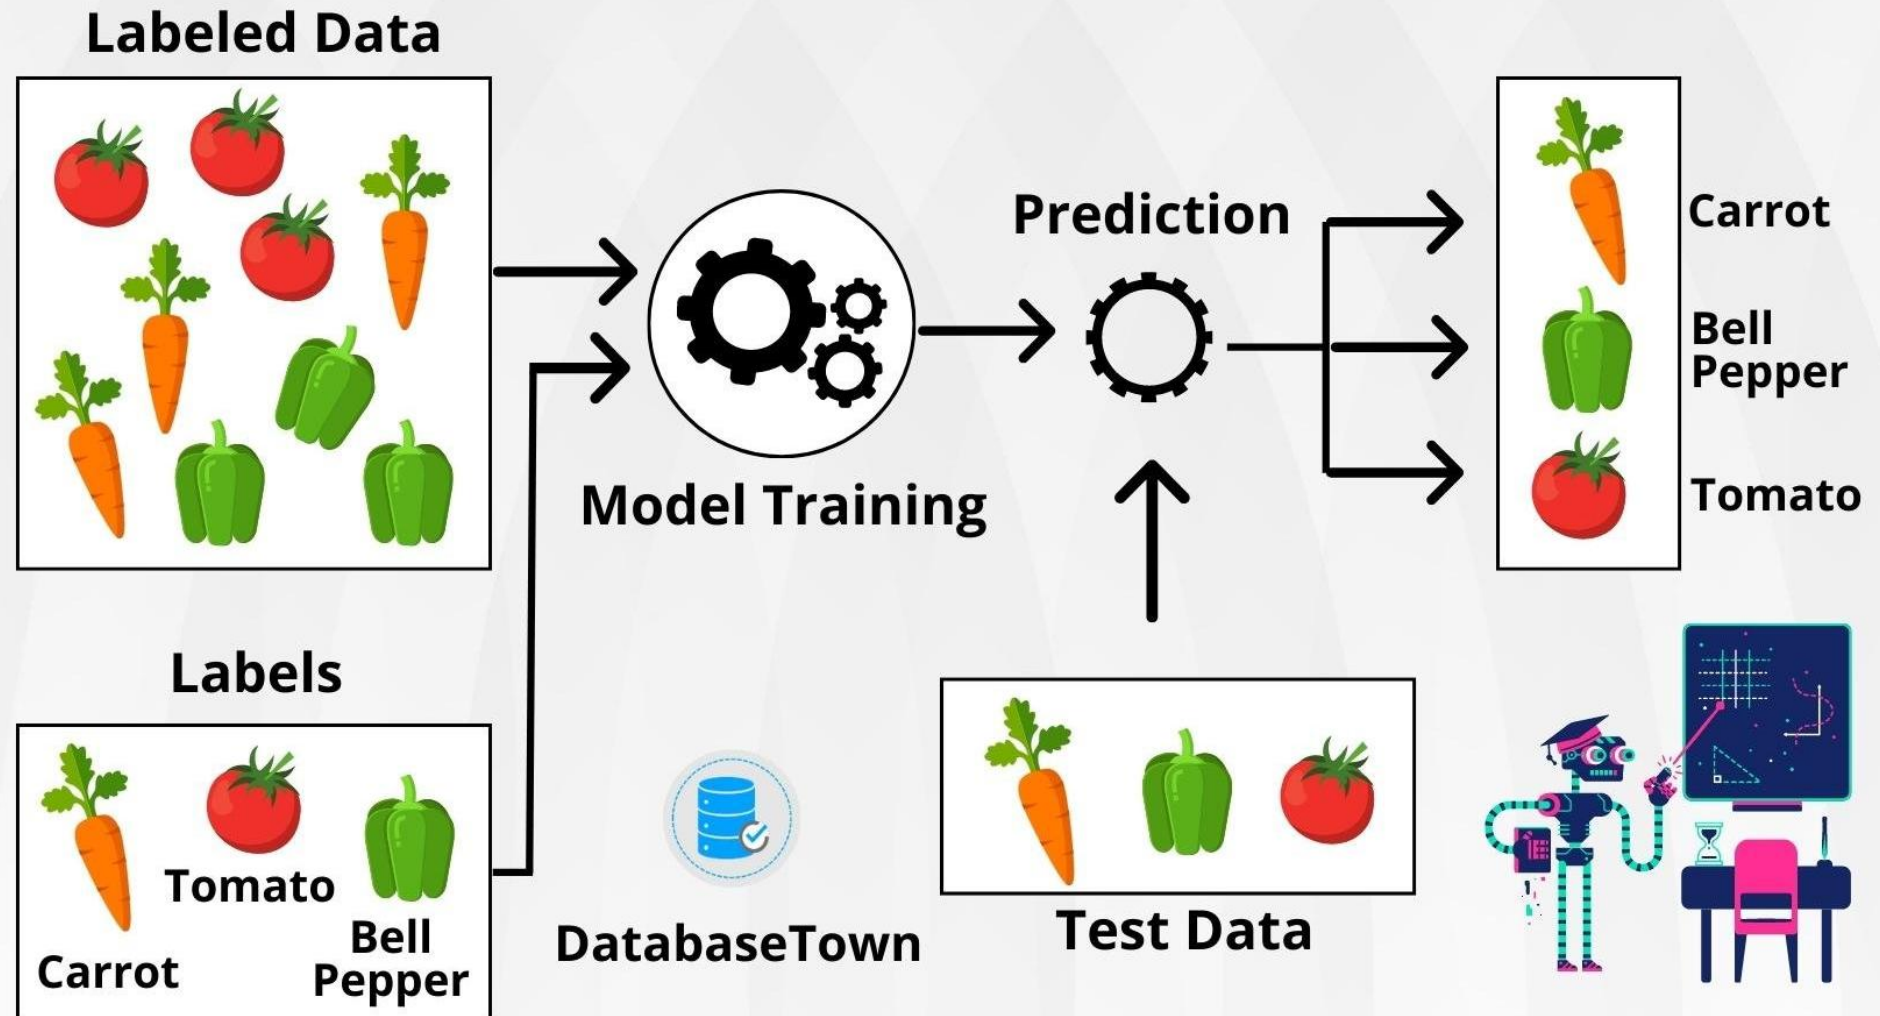 Labeled Data
Prediction
Carrot
Bell
Pepper
Tomato
Model Training
Labels
Tomato
Bell
Pepper
Carrot
DatabaseTown
Test Data